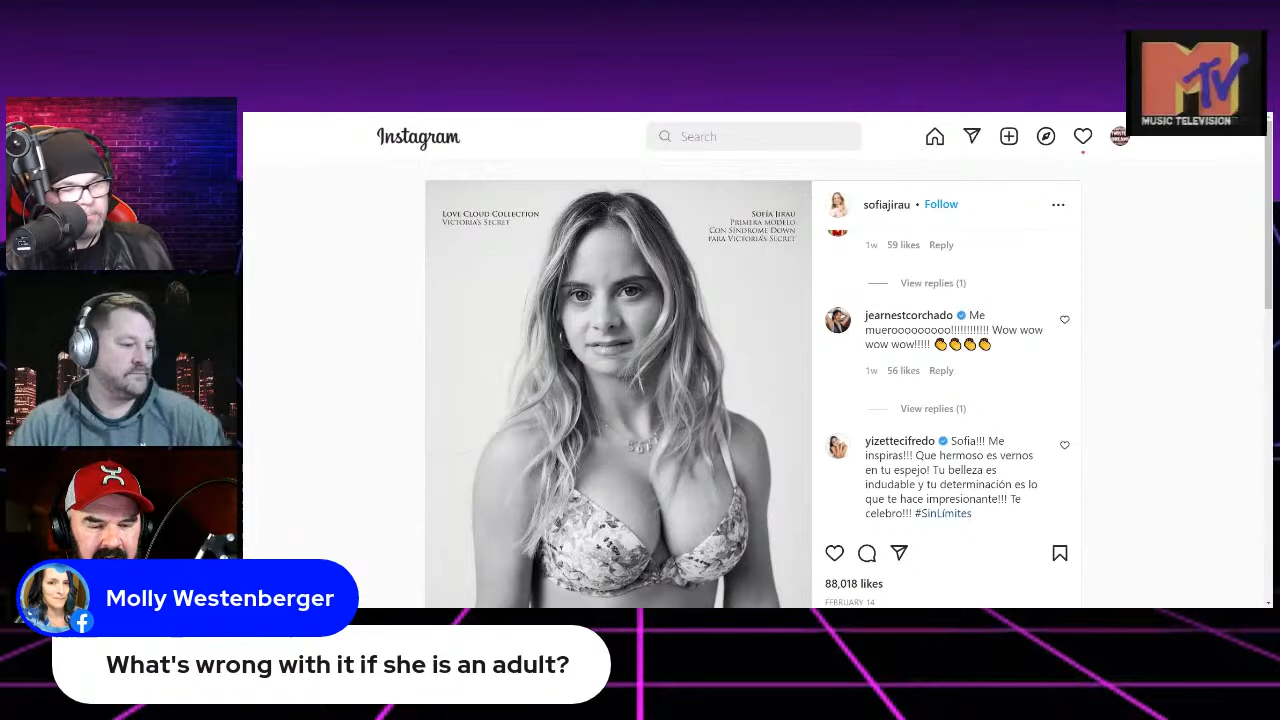 MTV
MUSIC TELEVISION
Instagram
Search
LOVE CLOUD COLLECTION
VICTORIA'S SECRET
SOFÍA JIRAU
PRIMERA MODELO
CON SÍNDROME DOWN
PARA VICTORIA'S SECRET
sofiajirau • Follow
1w 59 likes Reply
View replies (1)
jearnestcorchado Me
muerooooooooo!!!!!!!!!!!! Wow wow
wow wow!!!!! 👏👏👏👏
1w 56 likes Reply
View replies (1)
yizettecifredo Sofia!!! Me
inspiras!!! Que hermoso es vernos
en tu espejo! Tu belleza es
indudable y tu determinación es lo
que te hace impresionante!!! Te
celebro!!! #SinLímites
88,018 likes
FEBRUARY 14
Molly Westenberger
What's wrong with it if she is an adult?